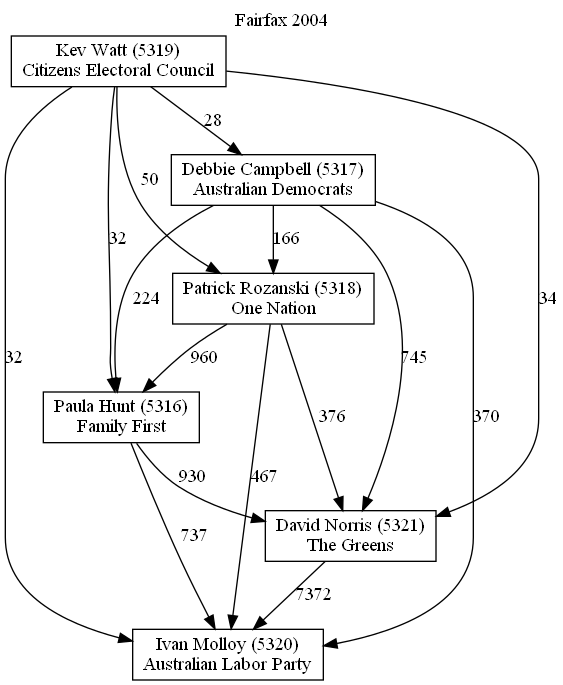 Fairfax 2004
Kev Watt (5319)
Citizens Electoral Council
28
Debbie Campbell (5317)
Australian Democrats
50
32
166
224
34
Patrick Rozanski (5318)
One Nation
32
960
745
Paula Hunt (5316)
Family First
376
370
930
467
David Norris (5321)
The Greens
737
7372
Ivan Molloy (5320)
Australian Labor Party